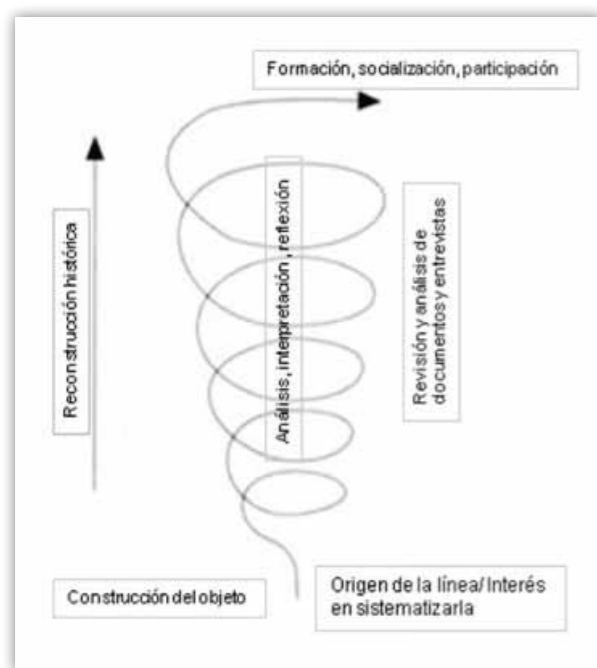 Formación, socialización, participación
Reconstrucción histórica
Análisis, interpretación, reflexión
Revisión y análisis de
documentos y entrevistas
Construcción del objeto
Origen de la línea/ Interés
en sistematizarla